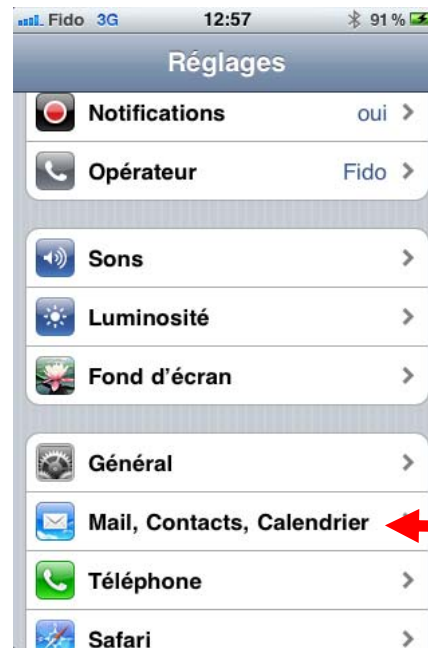 Fido 3G 12:57 91 %
Réglages
Notifications oui
Opérateur Fido
Sons
Luminosité
Fond d'écran
Général
Mail, Contacts, Calendrier
Téléphone
Safari